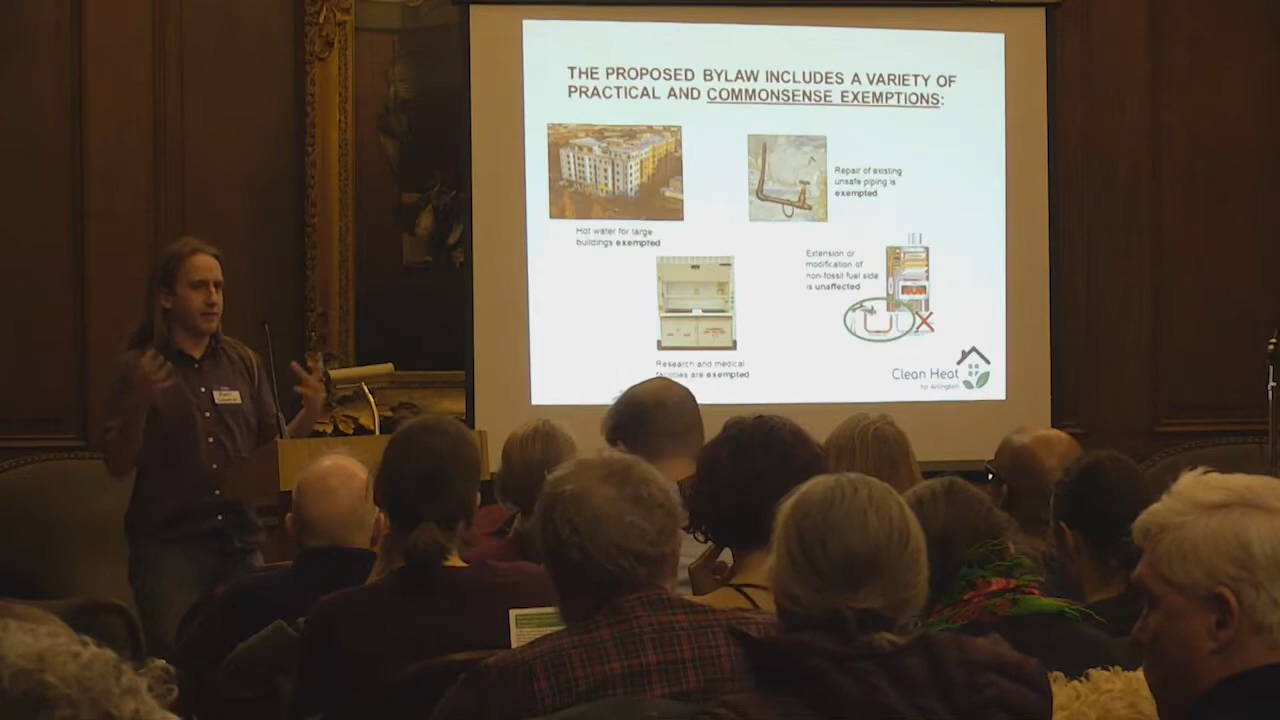 THE PROPOSED BYLAW INCLUDES A VARIETY OF
PRACTICAL AND COMMONSENSE EXEMPTIONS:
Repair of existing
unsafe piping is
exempted
Hot water for large
buildings exempted
Extension or
modification of
non-fossil fuel side
is unaffected
Research and medical
facilities are exempted
Clean Heat
for Arlington